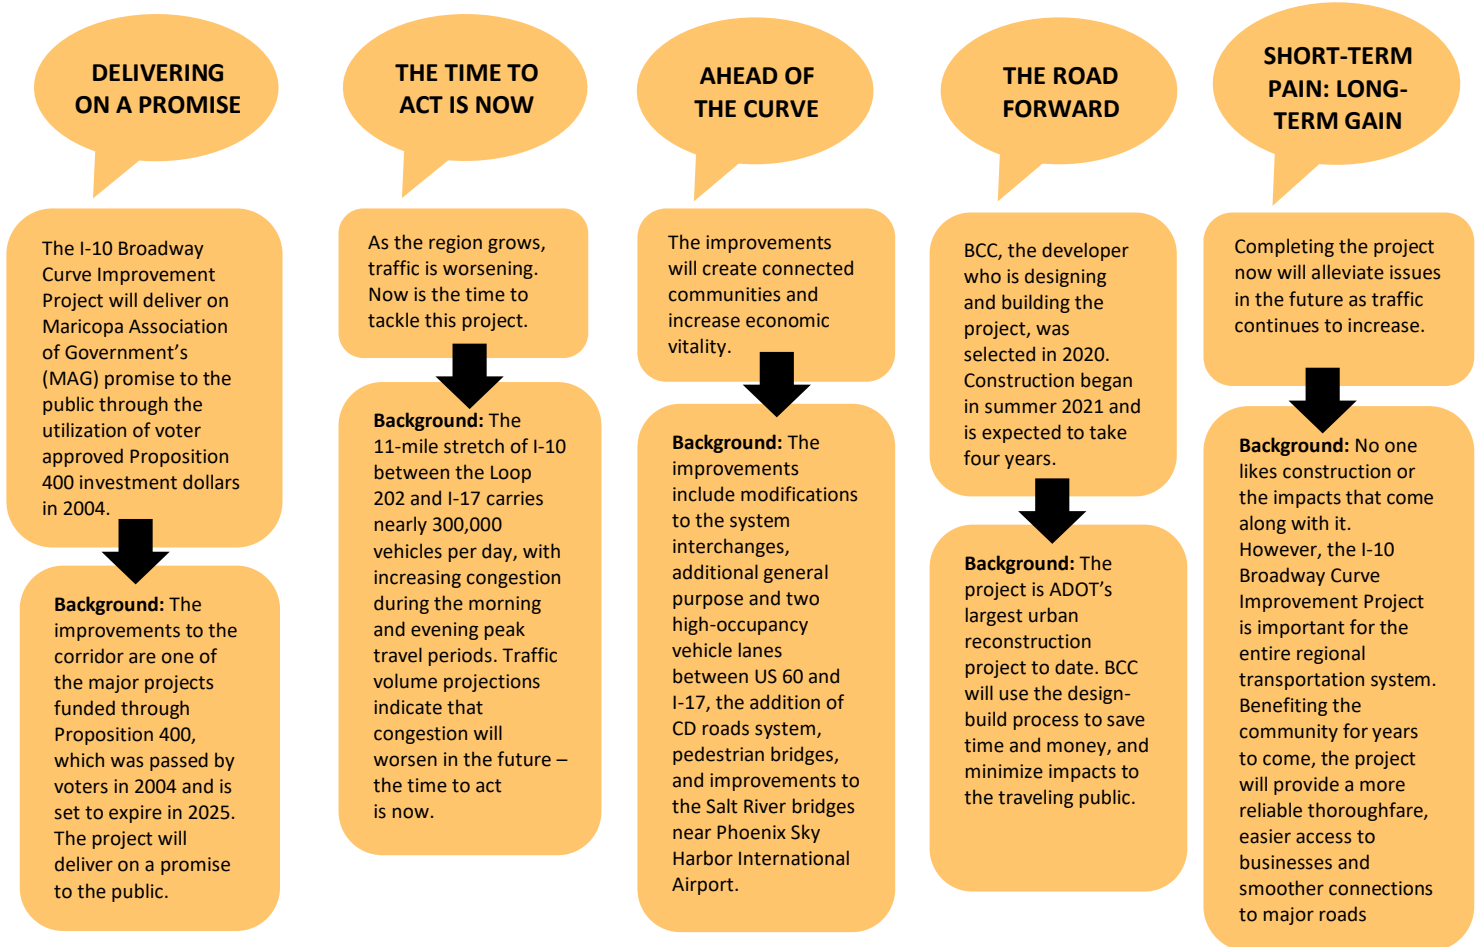 DELIVERING
ON A PROMISE
The I-10 Broadway
Curve Improvement
Project will deliver on
Maricopa Association
of Government’s
(MAG) promise to the
public through the
utilization of voter
approved Proposition
400 investment dollars
in 2004.
Background: The
improvements to the
corridor are one of
the major projects
funded through
Proposition 400,
which was passed by
voters in 2004 and is
set to expire in 2025.
The project will
deliver on a promise
to the public.
THE TIME TO
ACT IS NOW
As the region grows,
traffic is worsening.
Now is the time to
tackle this project.
Background: The
11-mile stretch of I-10
between the Loop
202 and I-17 carries
nearly 300,000
vehicles per day, with
increasing congestion
during the morning
and evening peak
travel periods. Traffic
volume projections
indicate that
congestion will
worsen in the future –
the time to act
is now.
AHEAD OF
THE CURVE
The improvements
will create connected
communities and
increase economic
vitality.
Background: The
improvements
include modifications
to the system
interchanges,
additional general
purpose and two
high-occupancy
vehicle lanes
between US 60 and
I-17, the addition of
CD roads system,
pedestrian bridges,
and improvements to
the Salt River bridges
near Phoenix Sky
Harbor International
Airport.
THE ROAD
FORWARD
BCC, the developer
who is designing
and building the
project, was
selected in 2020.
Construction began
in summer 2021 and
is expected to take
four years.
Background: The
project is ADOT’s
largest urban
reconstruction
project to date. BCC
will use the design-
build process to save
time and money, and
minimize impacts to
the traveling public.
SHORT-TERM
PAIN: LONG-
TERM GAIN
Completing the project
now will alleviate issues
in the future as traffic
continues to increase.
Background: No one
likes construction or
the impacts that come
along with it.
However, the I-10
Broadway Curve
Improvement Project
is important for the
entire regional
transportation system.
Benefiting the
community for years
to come, the project
will provide a more
reliable thoroughfare,
easier access to
businesses and
smoother connections
to major roads